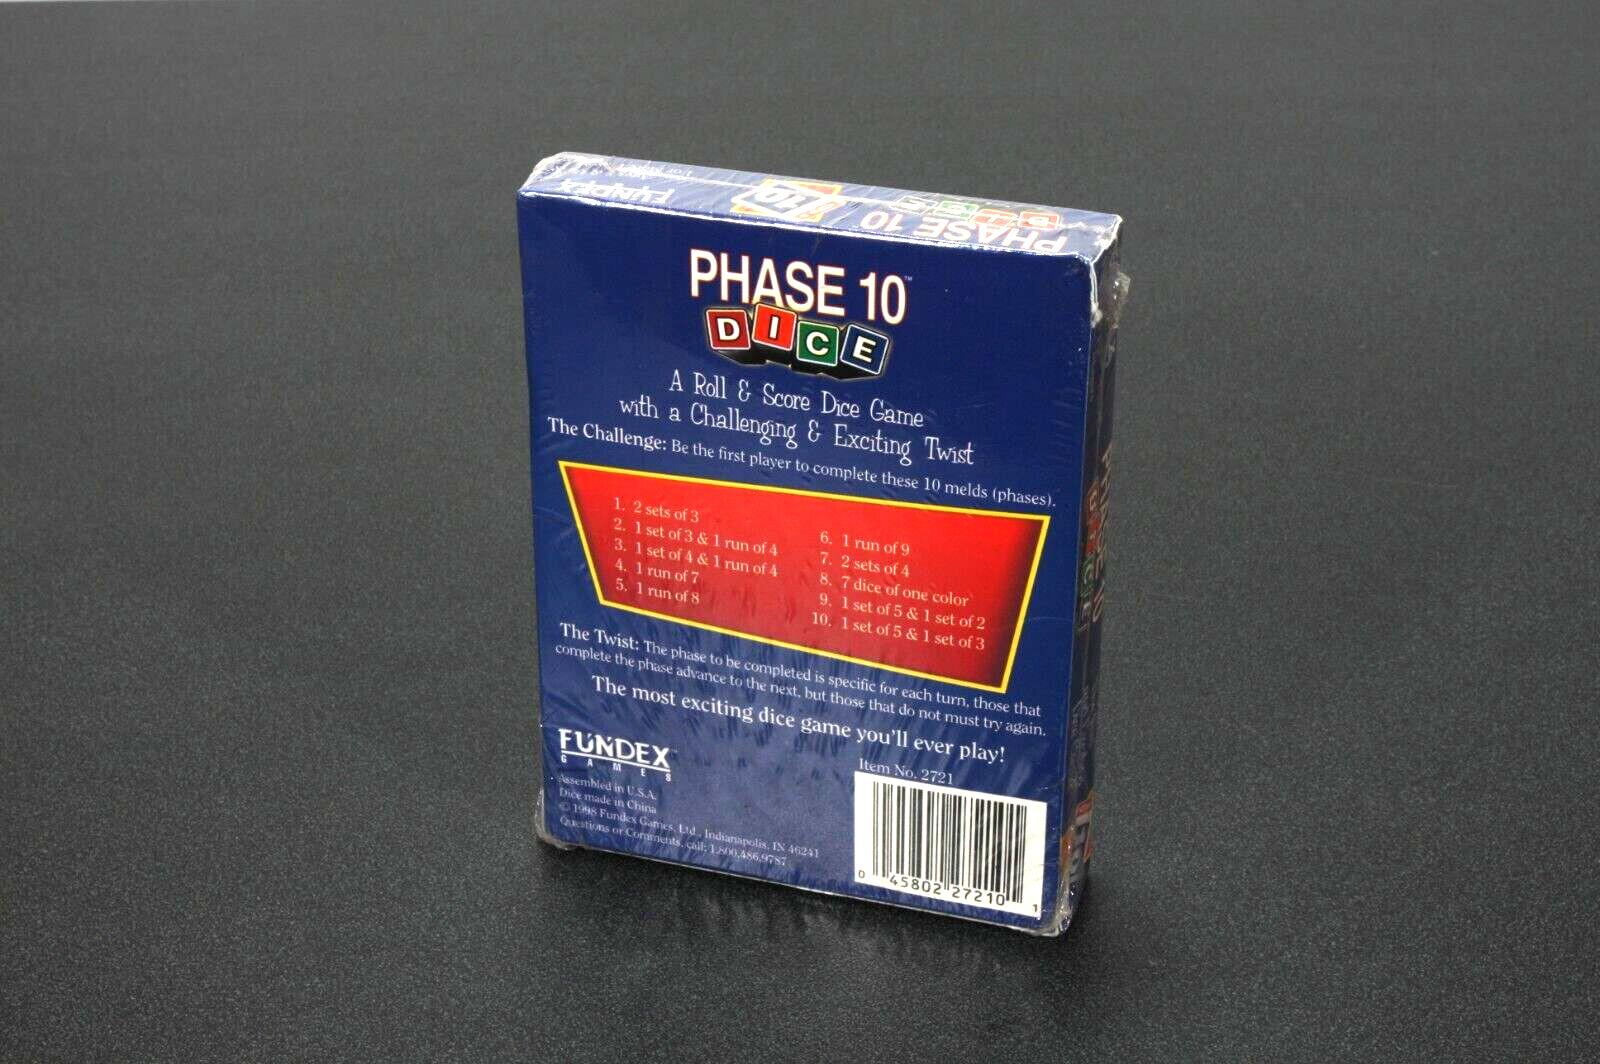 FUNDEX
10
PHASE 10
DICE
PHASE 10™
DICE
A Roll & Score Dice Game
with a Challenging & Exciting Twist
The Challenge: Be the first player to complete these 10 melds (phases).
1. 2 sets of 3
2. 1 set of 3 & 1 run of 4
3. 1 set of 4 & 1 run of 4
4. 1 run of 7
5. 1 run of 8
6. 1 run of 9
7. 2 sets of 4
8. 7 dice of one color
9. 1 set of 5 & 1 set of 2
10. 1 set of 5 & 1 set of 3
The Twist: The phase to be completed is specific for each turn, those that
complete the phase advance to the next, but those that do not must try again.
The most exciting dice game you'll ever play!
FUNDEX™
GAMES
Assembled in U.S.A.
Dice made in China
© 1998 Fundex Games, Ltd., Indianapolis, IN 46241
Questions or Comments, call: 1.800.486.9787
Item No. 2721
0 45802 27210 1
PHASE 10
DICE